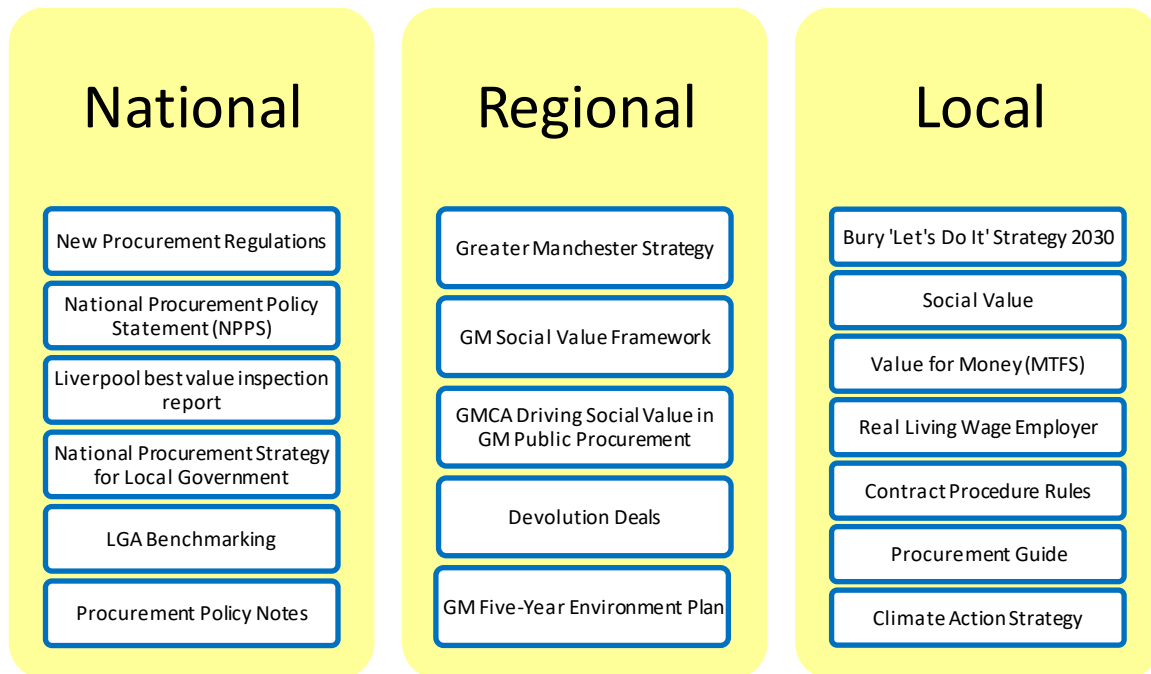 National
New Procurement Regulations
National Procurement Policy
Statement (NPPS)
Liverpool best value inspection
report
National Procurement Strategy
for Local Government
LGA Benchmarking
Procurement Policy Notes
Regional
Greater Manchester Strategy
GM Social Value Framework
GMCA Driving Social Value in
GM Public Procurement
Devolution Deals
GM Five-Year Environment Plan
Local
Bury 'Let's Do It' Strategy 2030
Social Value
Value for Money (MTFS)
Real Living Wage Employer
Contract Procedure Rules
Procurement Guide
Climate Action Strategy